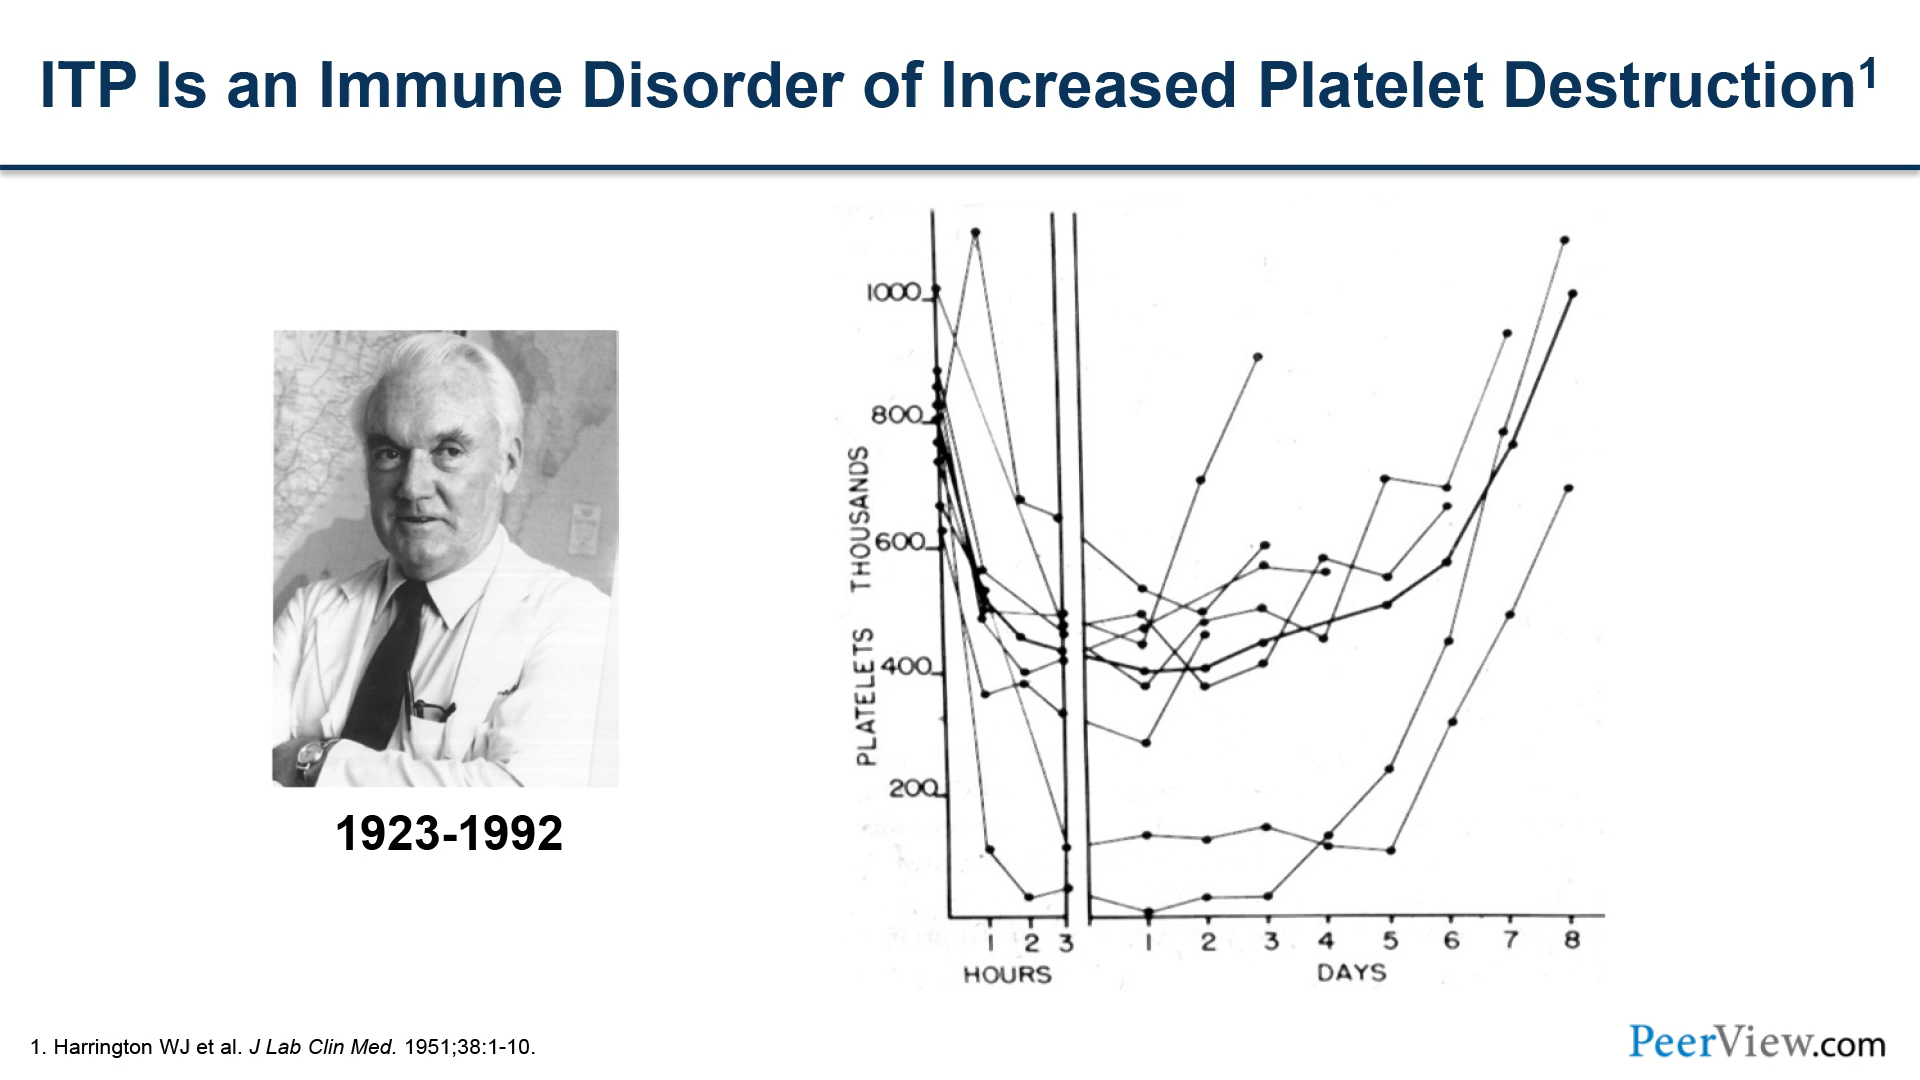 ITP Is an Immune Disorder of Increased Platelet Destruction1
1000
800
600
400
200
PLATELETS THOUSANDS
1 2 3
HOURS
1 2 3 4 5 6 7 8
DAYS
1923-1992
1. Harrington WJ et al. J Lab Clin Med. 1951;38:1-10.
PeerView.com